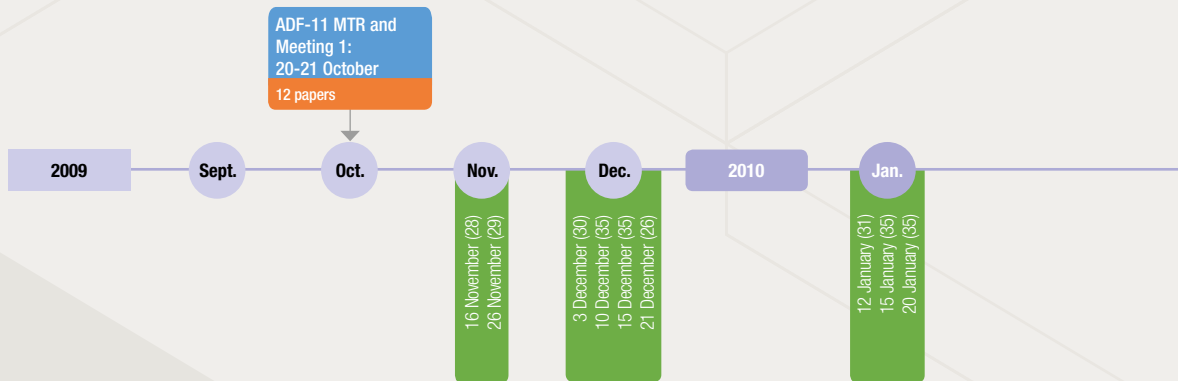 ADF-11 MTR and
Meeting 1:
20-21 October
12 papers
2009
Sept.
Oct.
Nov.
Dec.
2010
Jan.
16 November (28)
26 November (29)
3 December (30)
10 December (35)
15 December (35)
21 December (26)
12 January (31)
15 January (35)
20 January (35)